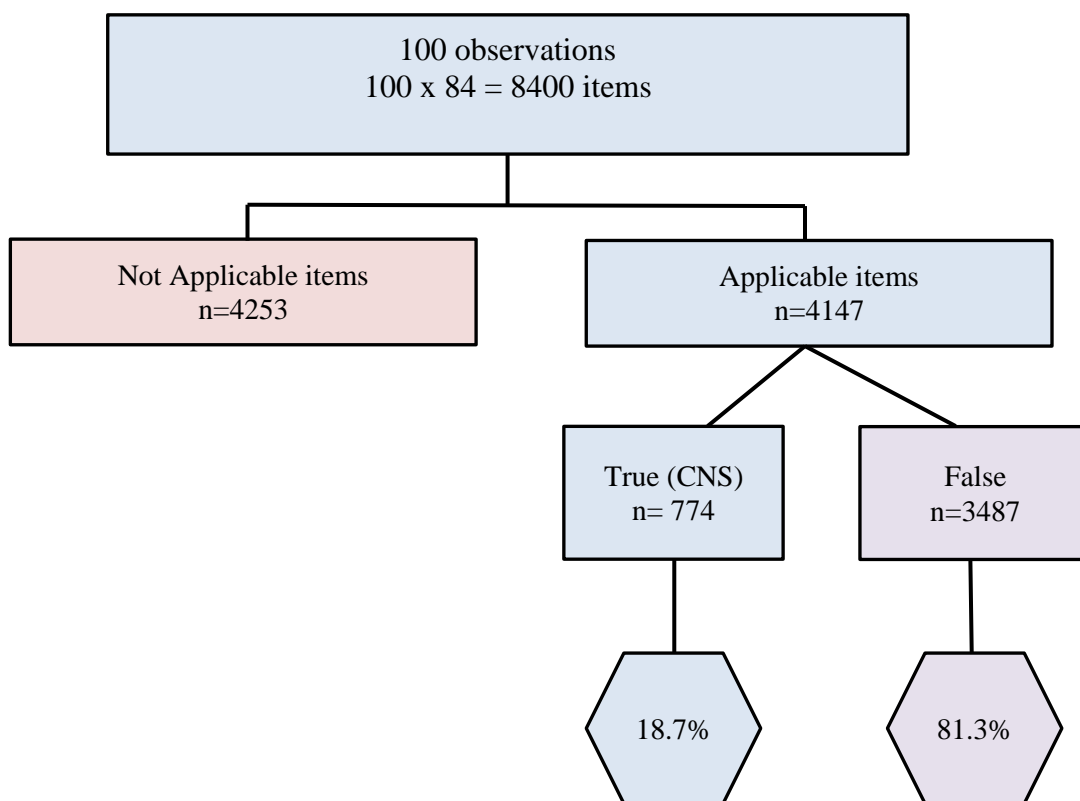 100 observations
100 x 84 = 8400 items
Not Applicable items
n=4253
Applicable items
n=4147
True (CNS)
n= 774
False
n=3487
18.7%
81.3%